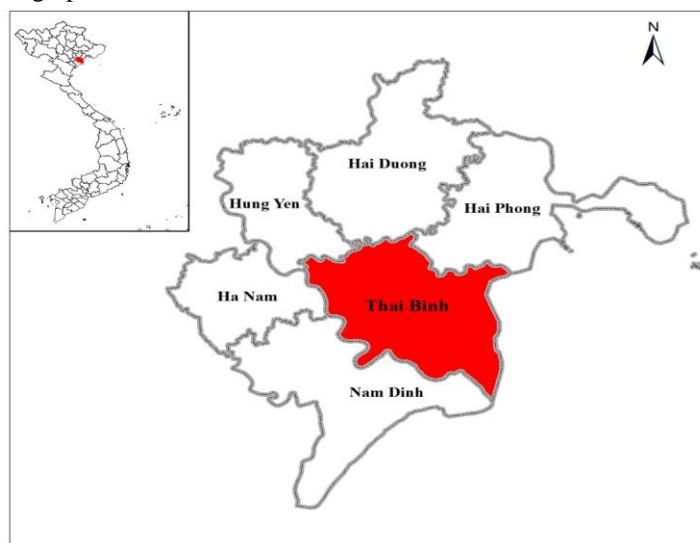 N
Hai Duong
Hung Yen
Hai Phong
Ha Nam
Thai Binh
Nam Dinh